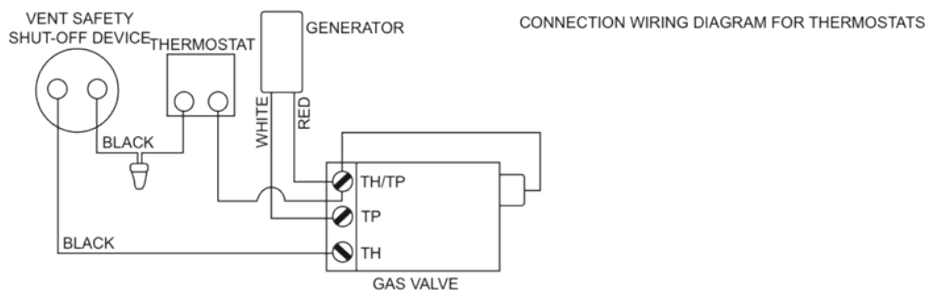 VENT SAFETY
SHUT-OFF DEVICE
THERMOSTAT
GENERATOR
CONNECTION WIRING DIAGRAM FOR THERMOSTATS
WHITE
RED
BLACK
TH/TP
TP
BLACK
TH
GAS VALVE